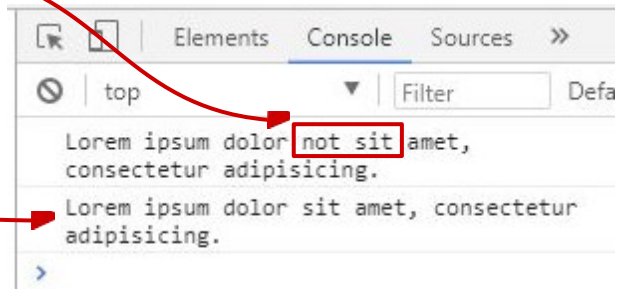 Elements Console Sources »
top ▼ Filter Defa
Lorem ipsum dolor not sit amet,
consectetur adipisicing.
Lorem ipsum dolor sit amet, consectetur
adipisicing.
>